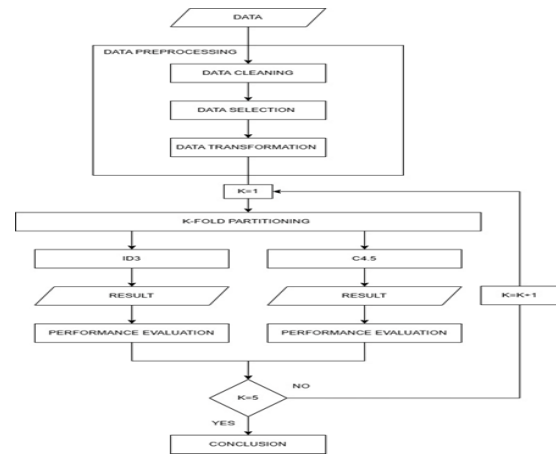 DATA
DATA PREPROCESSING
DATA CLEANING
DATA SELECTION
DATA TRANSFORMATION
K=1
K-FOLD PARTITIONING
ID3
C4.5
RESULT
RESULT
K=K+1
PERFORMANCE EVALUATION
PERFORMANCE EVALUATION
K=5
NO
YES
CONCLUSION